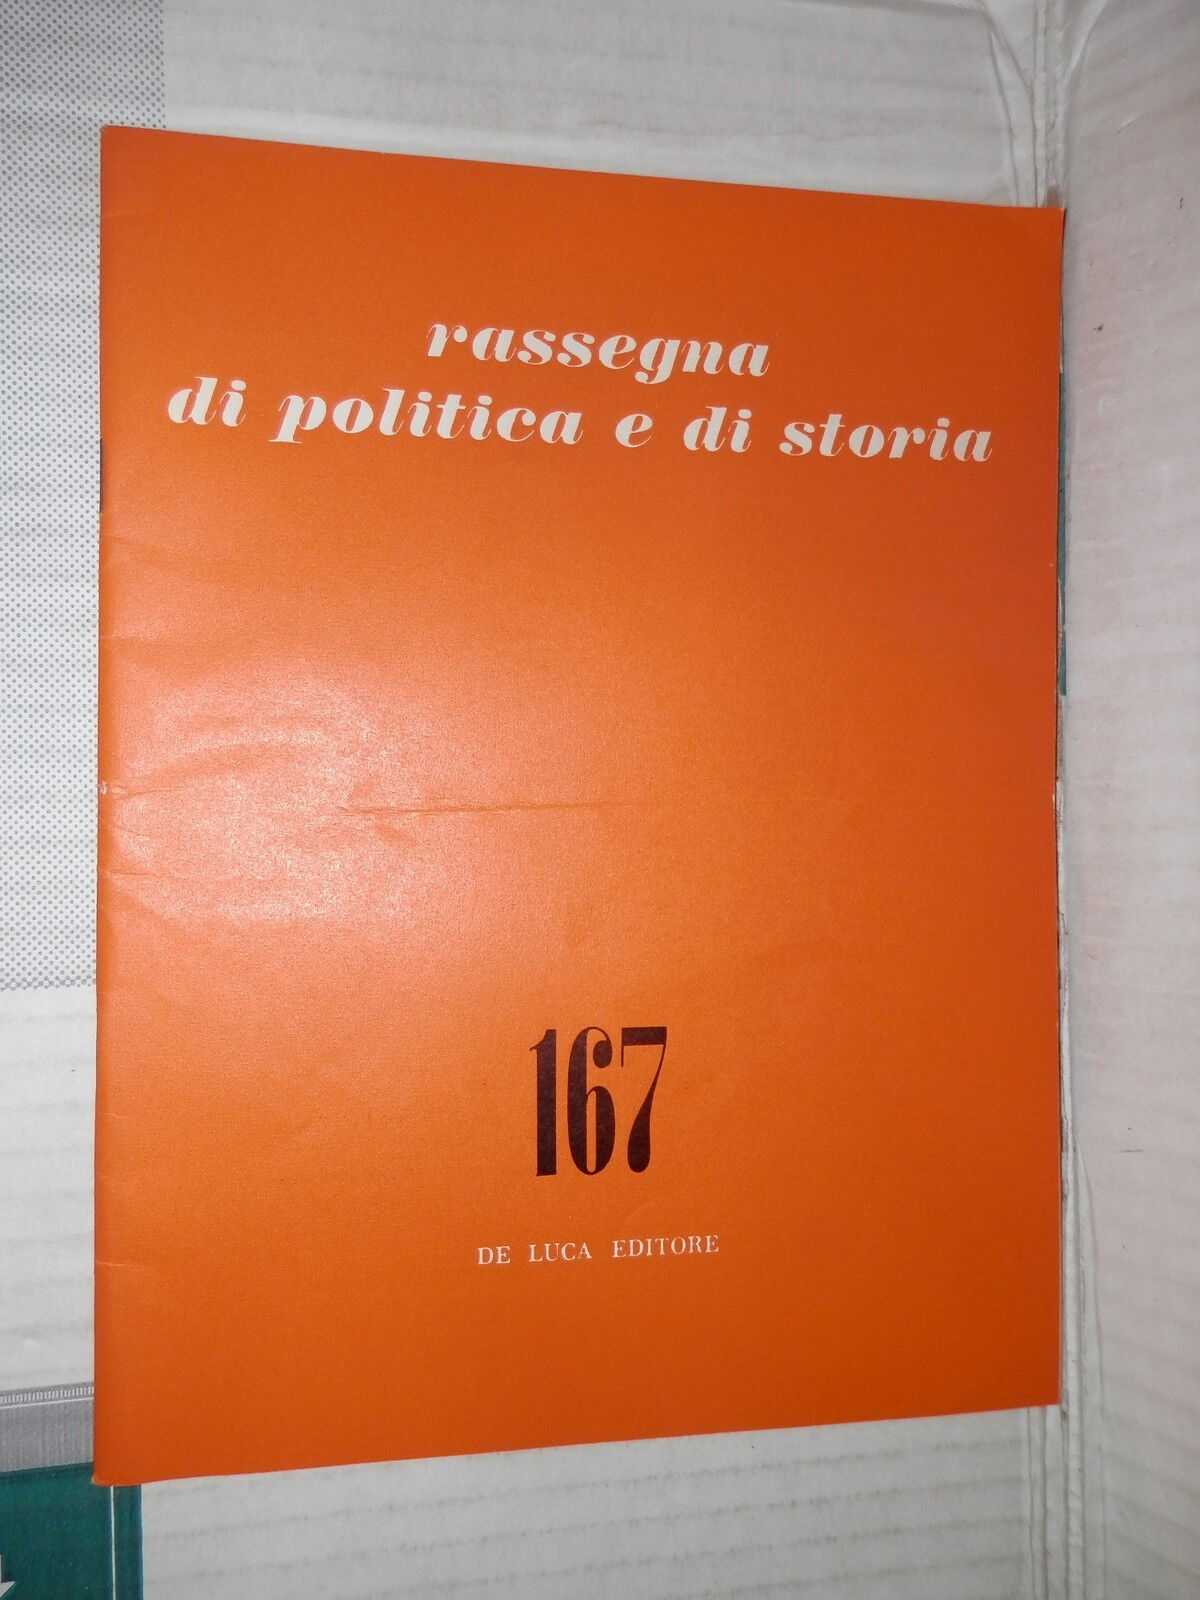 rassegna
di politica e di storia
167
DE LUCA EDITORE